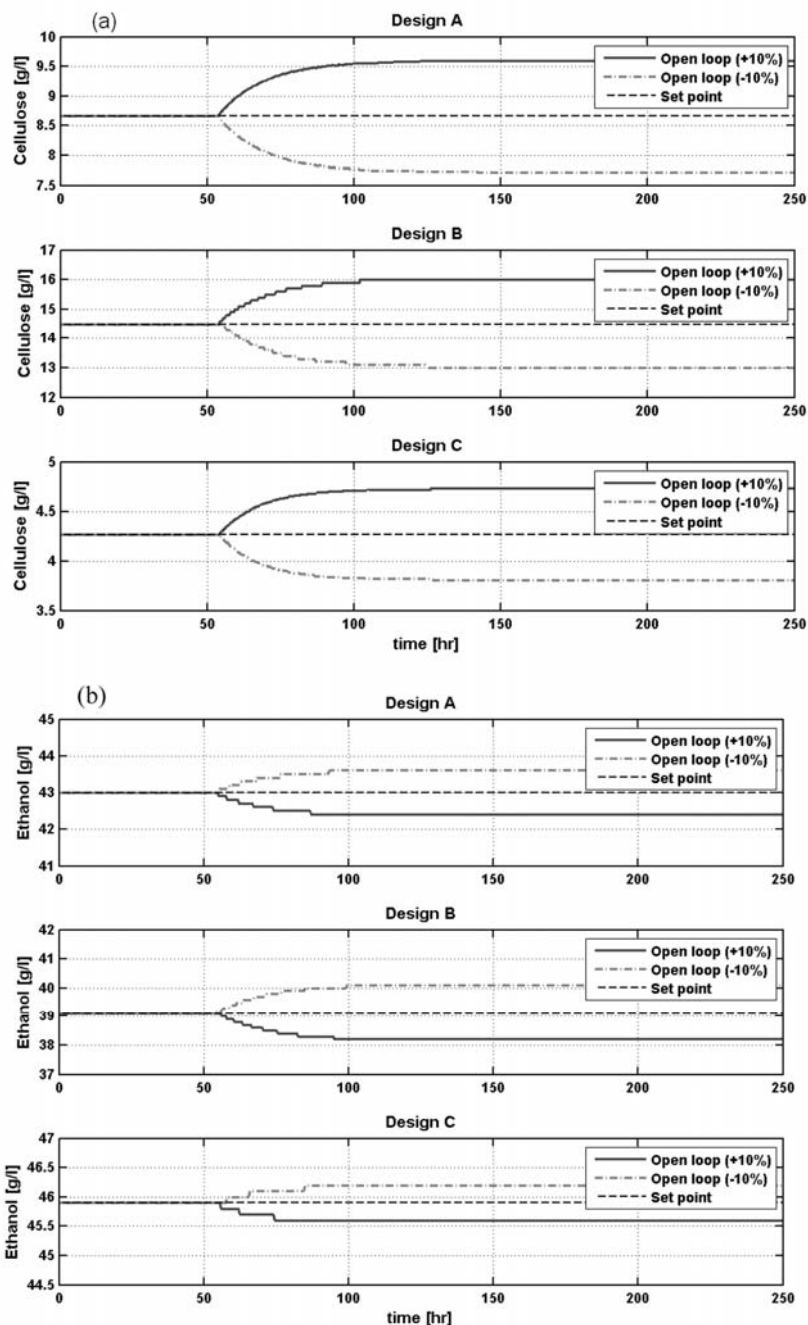 (a)
Design A
Cellulose [g/l]
10
9.5
9
8.5
8
7.5
0 50 100 150 200 250
Open loop (+10%)
Open loop (-10%)
Set point
Design B
Cellulose [g/l]
17
16
15
14
13
12
0 50 100 150 200 250
Open loop (+10%)
Open loop (-10%)
Set point
Design C
Cellulose [g/l]
5
4.5
4
3.5
0 50 100 150 200 250
Open loop (+10%)
Open loop (-10%)
Set point
time [hr]
(b)
Design A
Ethanol [g/l]
45
44
43
42
41
0 50 100 150 200 250
Open loop (+10%)
Open loop (-10%)
Set point
Design B
Ethanol [g/l]
42
41
40
39
38
37
0 50 100 150 200 250
Open loop (+10%)
Open loop (-10%)
Set point
Design C
Ethanol [g/l]
47
46.5
46
45.5
45
44.5
0 50 100 150 200 250
Open loop (+10%)
Open loop (-10%)
Set point
time [hr]